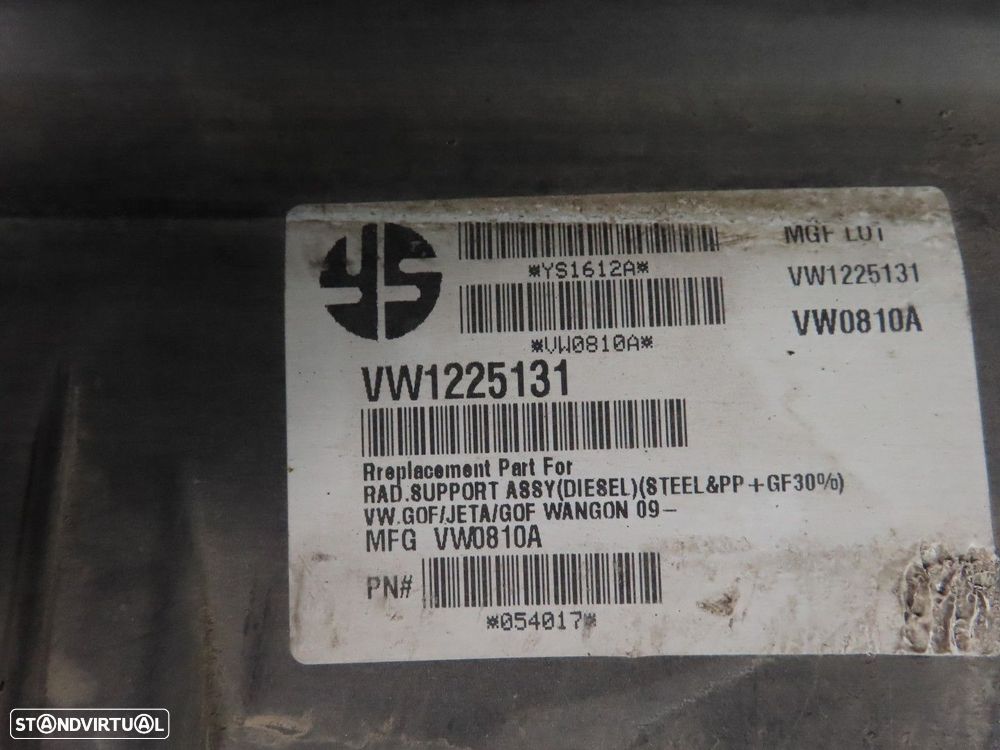 YS
*YS1612A*
*VW0810A*
MGF LOT
VW1225131
VW0810A
VW1225131
Rreplacement Part For
RAD.SUPPORT ASSY(DIESEL)(STEEL&PP+GF30%)
VW.GOF/JETA/GOF WANGON 09-
MFG VW0810A
PN#
*054017*
STANDVIRTUAL